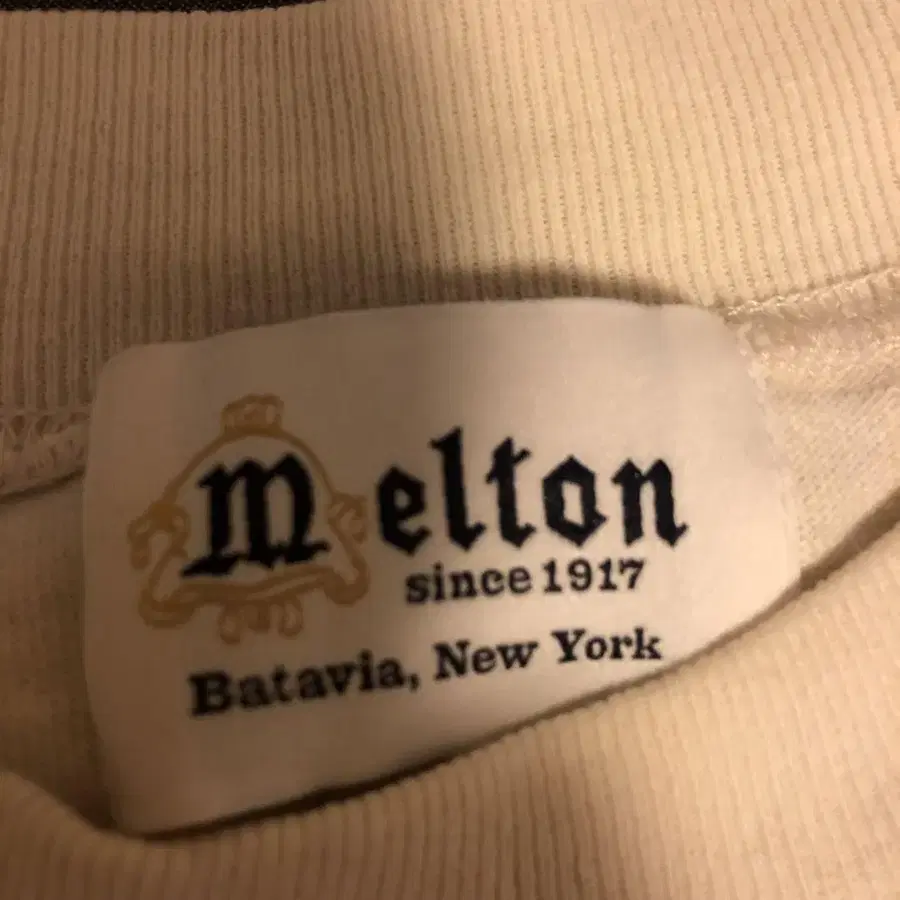 Melton
since 1917
Batavia, New York